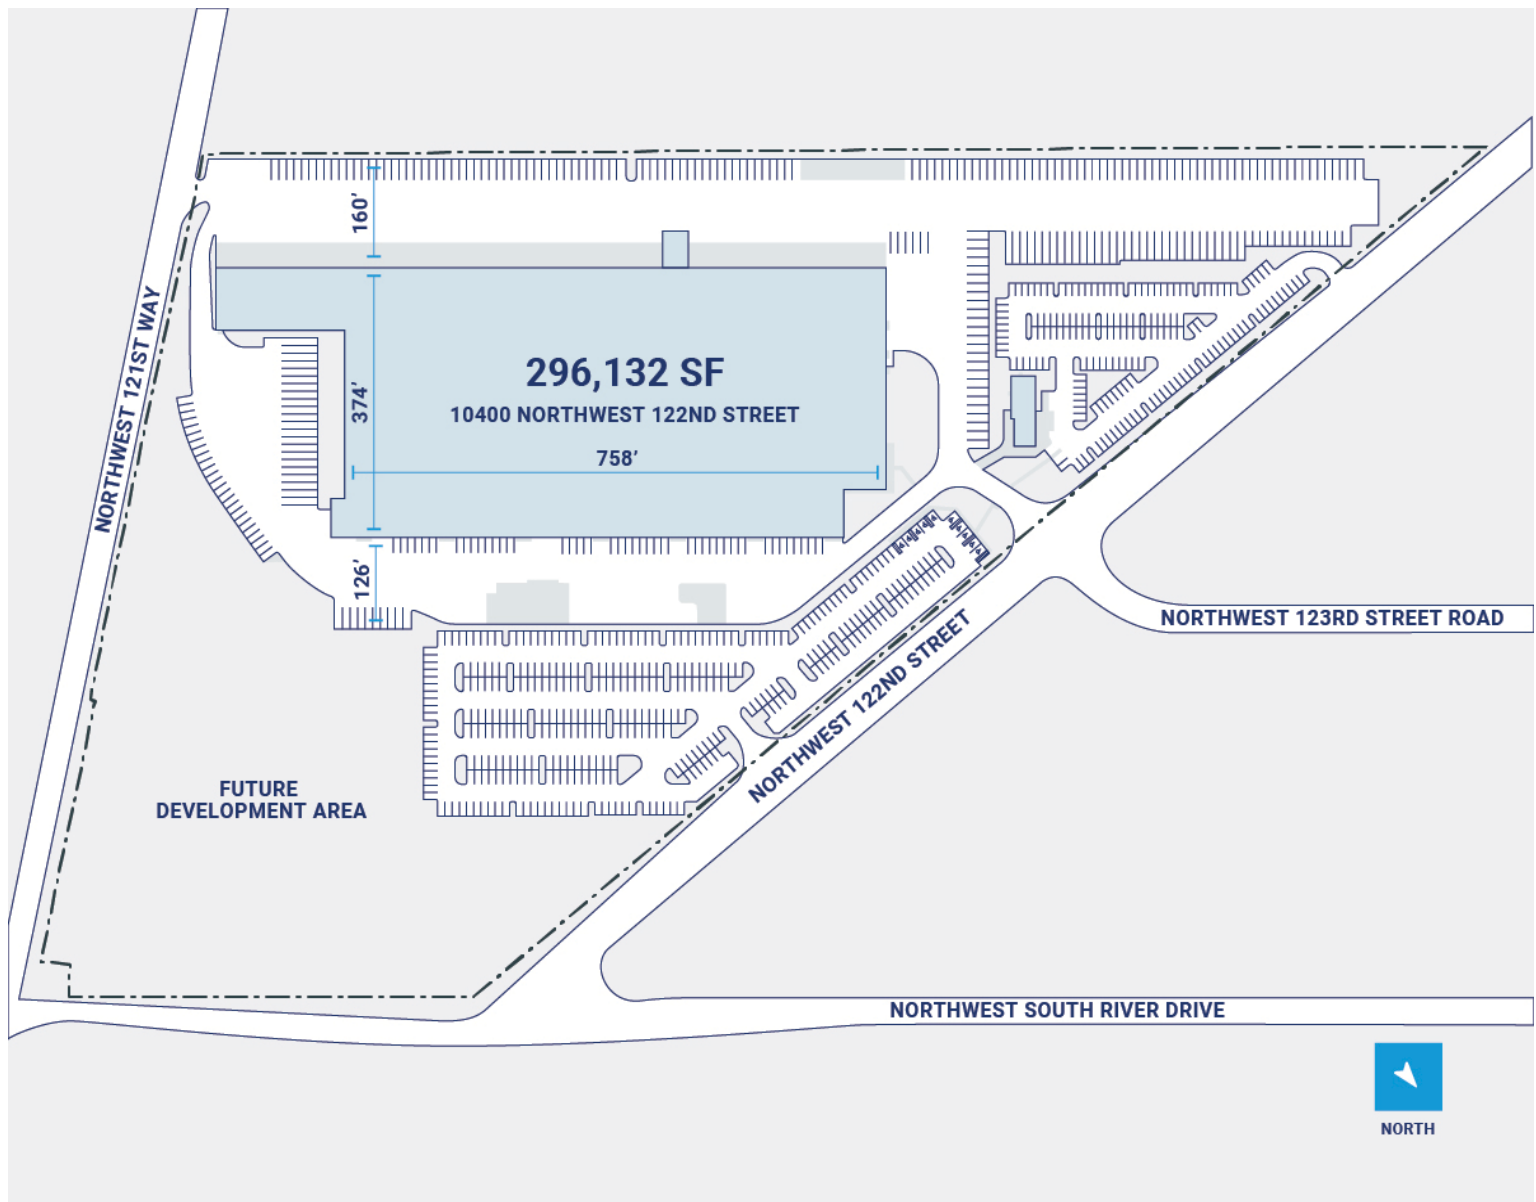 160’
NORTHWEST 121ST WAY
296,132 SF
374’
10400 NORTHWEST 122ND STREET
758’
126’
NORTHWEST 123RD STREET ROAD
NORTHWEST 122ND STREET
FUTURE
DEVELOPMENT AREA
NORTHWEST SOUTH RIVER DRIVE
NORTH